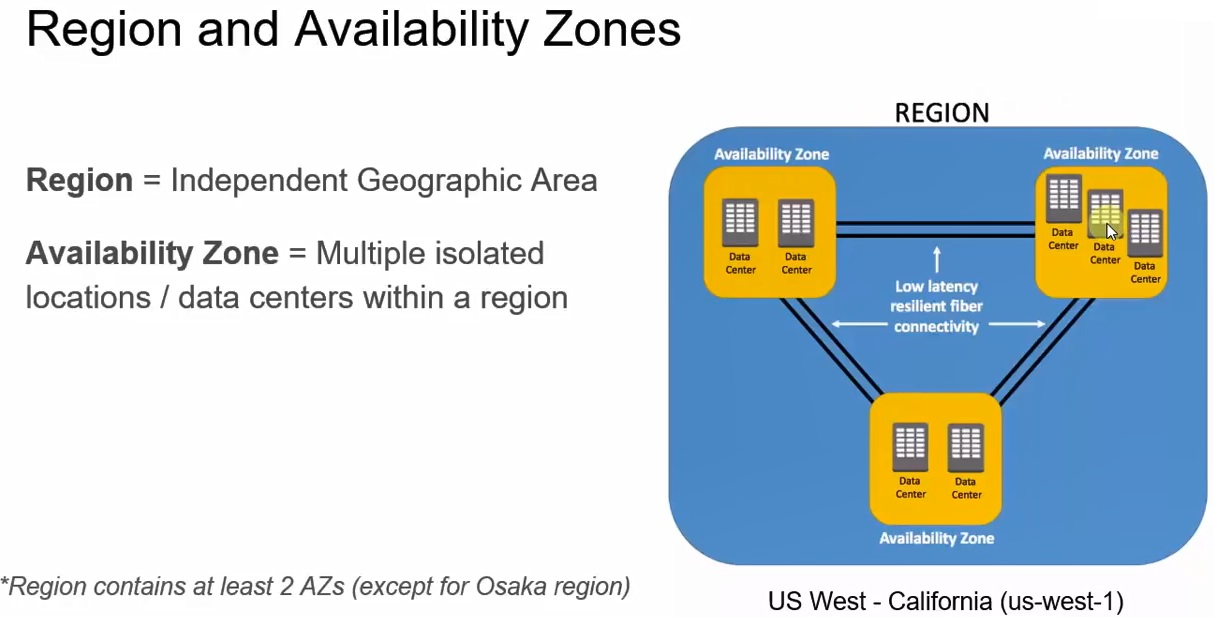 Region and Availability Zones
Region = Independent Geographic Area
Availability Zone = Multiple isolated
locations / data centers within a region
*Region contains at least 2 AZs (except for Osaka region)
REGION
Availability Zone
Data
Center
Data
Center
Availability Zone
Data
Center
Data
Center
Data
Center
Low latency
resilient fiber
connectivity
Data
Center
Data
Center
Availability Zone
US West - California (us-west-1)